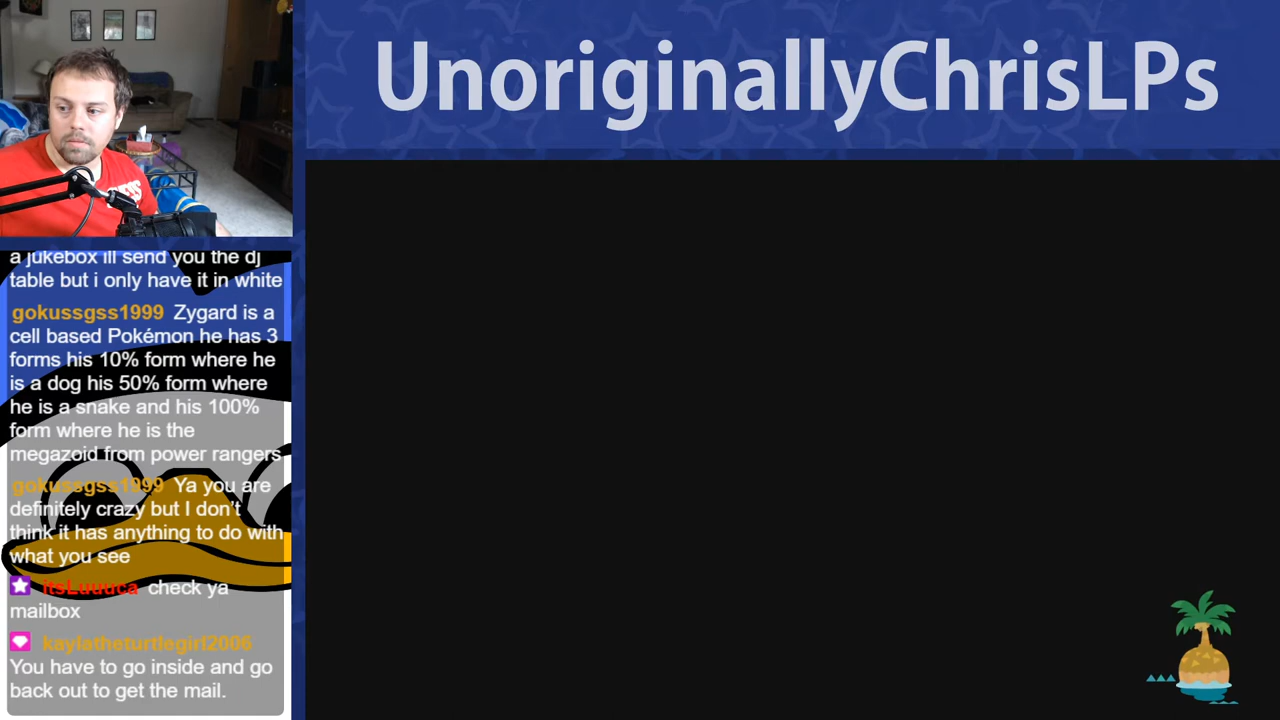 UnoriginallyChrisLPs
a jukebox ill send you the dj
table but i only have it in white
gokussgss1999 Zygard is a
cell based Pokémon he has 3
forms his 10% form where he
is a dog his 50% form where
he is a snake and his 100%
form where he is the
megazoid from power rangers
gokussgss1999 Ya you are
definitely crazy but I don't
think it has anything to do with
what you see
itsLuuuca check ya
mailbox
kaylatheturtlegirl2006
You have to go inside and go
back out to get the mail.